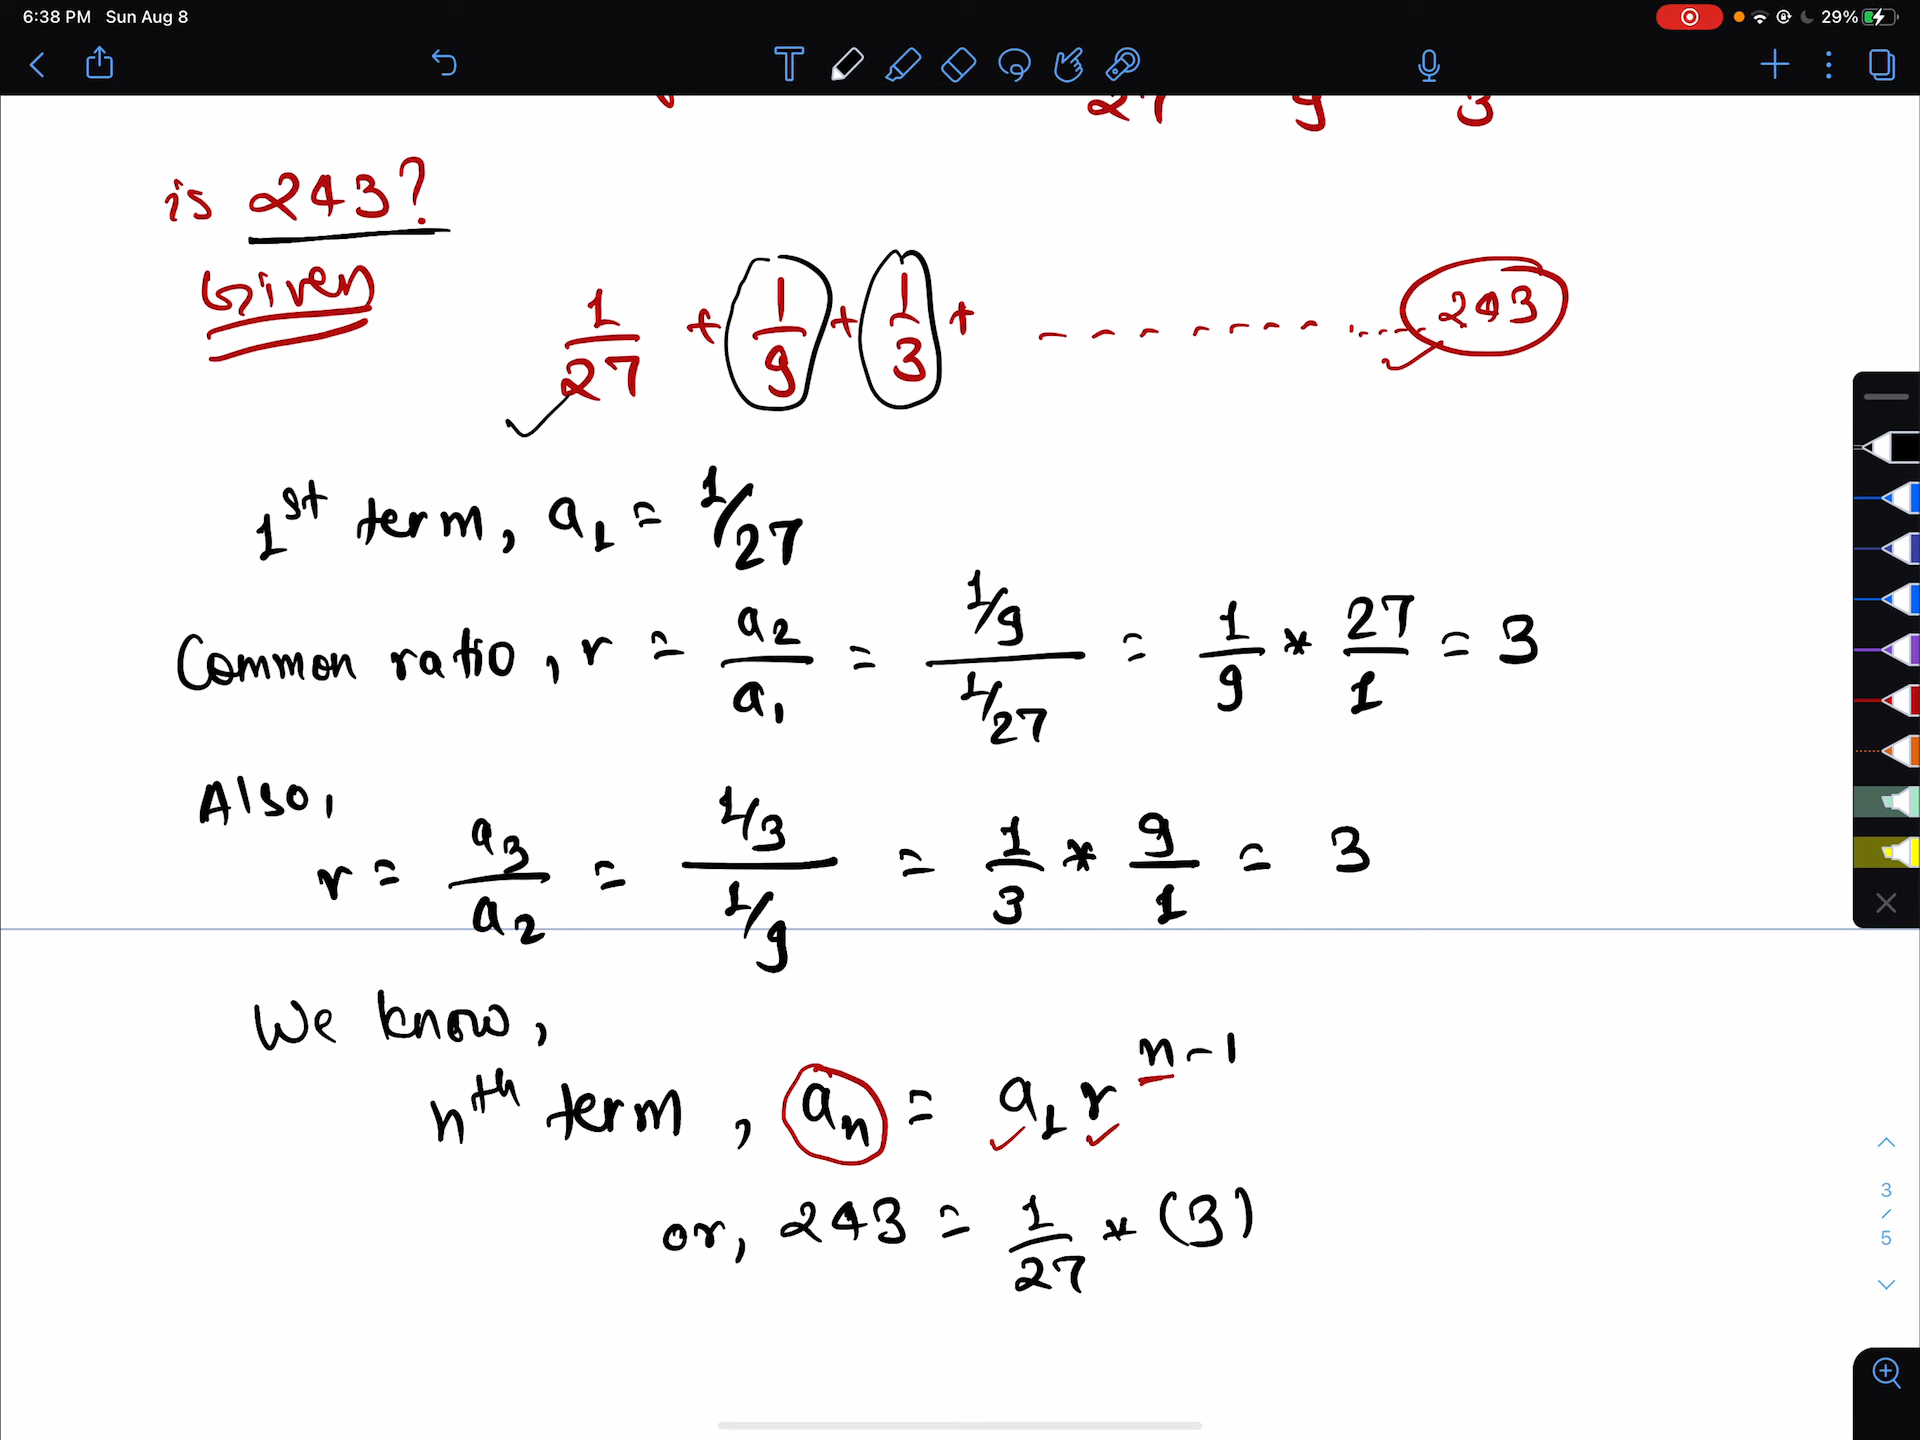 6:38 PM Sun Aug 8 29%
27 9 3
is 243?
Given
1/27 + 1/9 + 1/3 + - - - - - - - - ..... 243
1st term, a₁ = 1/27
Common ratio, r = a₂/a₁ = (1/9)/(1/27) = 1/9 * 27/1 = 3
Also,
r = a₃/a₂ = (1/3)/(1/9) = 1/3 * 9/1 = 3
We know,
nth term, aₙ = a₁ r^(n-1)
or, 243 = 1/27 * (3)
3
/
5